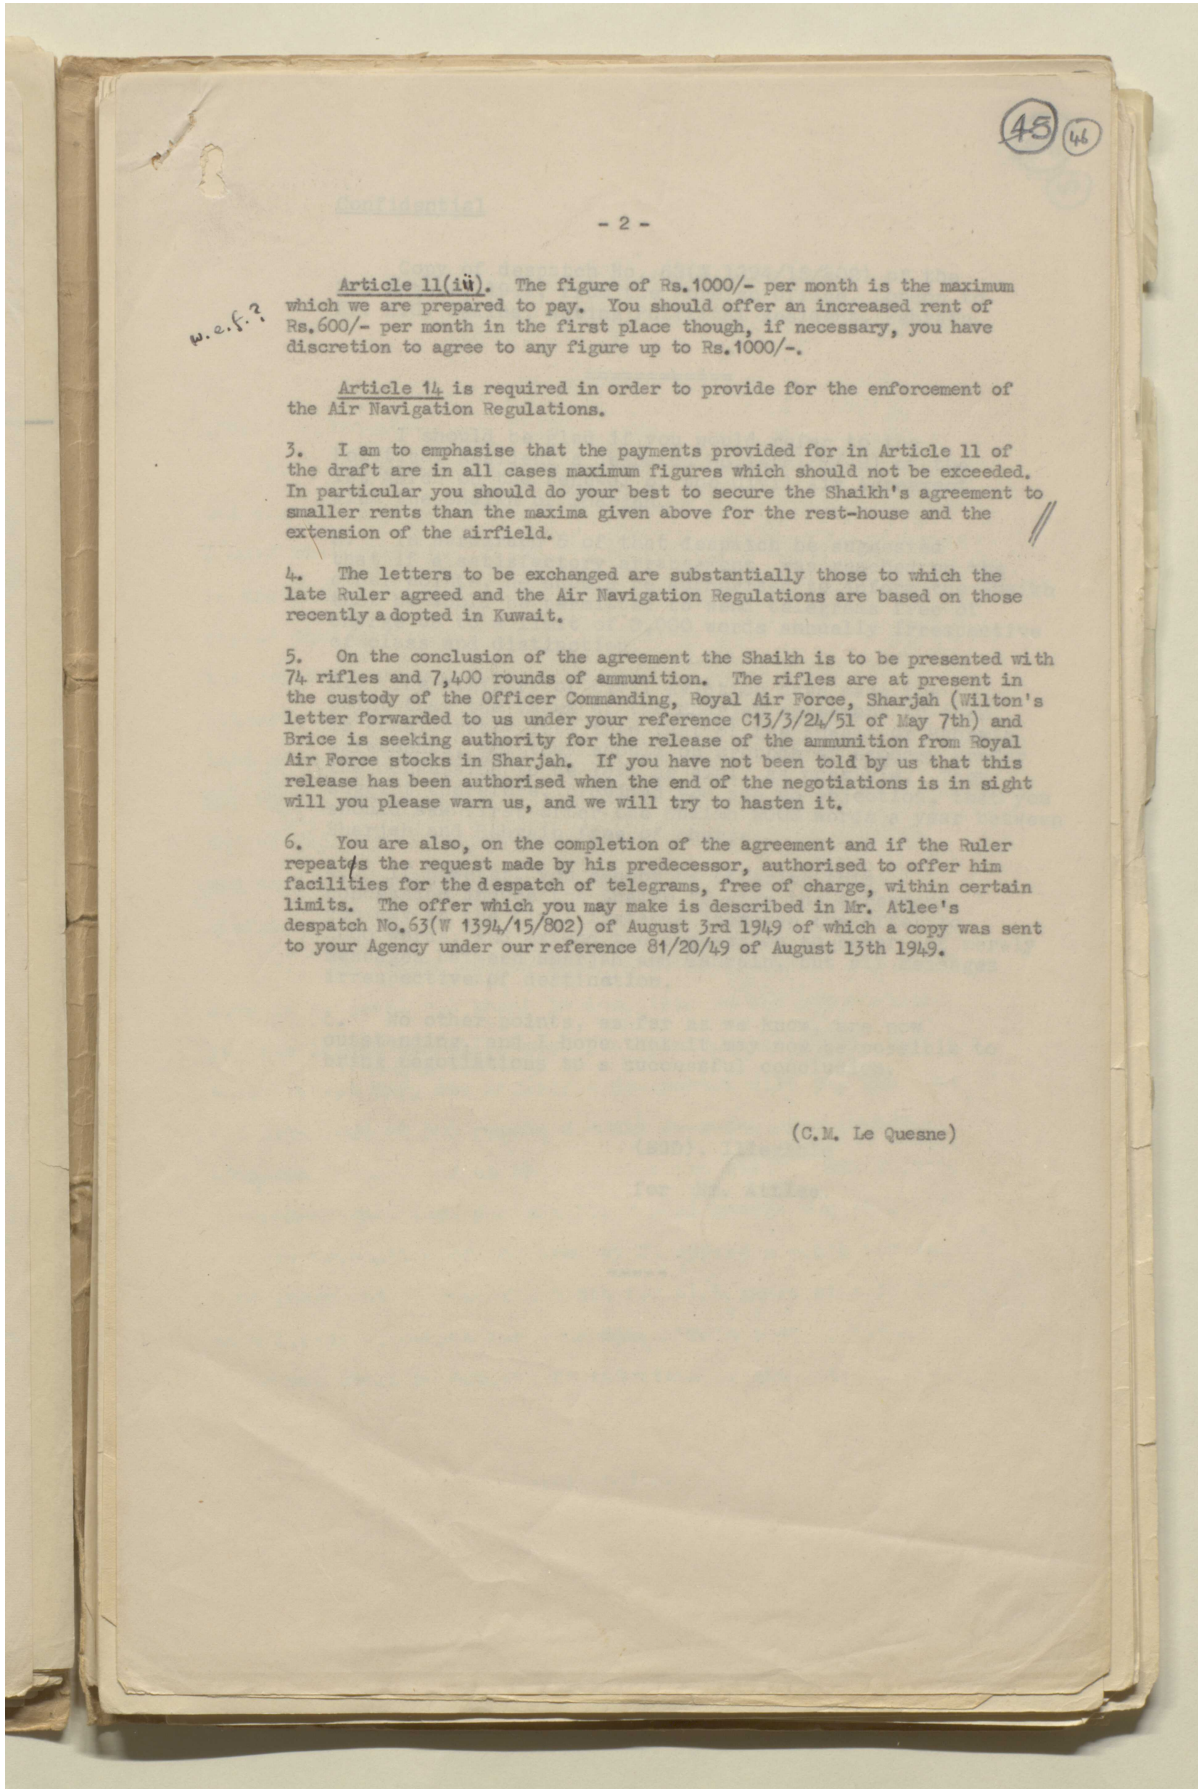 45 46
- 2 -
Article 11(iii). The figure of Rs.1000/- per month is the maximum
w.e.f.? which we are prepared to pay. You should offer an increased rent of
Rs.600/- per month in the first place though, if necessary, you have
discretion to agree to any figure up to Rs.1000/-.
Article 14 is required in order to provide for the enforcement of
the Air Navigation Regulations.
3. I am to emphasise that the payments provided for in Article 11 of
the draft are in all cases maximum figures which should not be exceeded.
In particular you should do your best to secure the Shaikh's agreement to
smaller rents than the maxima given above for the rest-house and the
extension of the airfield.
4. The letters to be exchanged are substantially those to which the
late Ruler agreed and the Air Navigation Regulations are based on those
recently adopted in Kuwait.
5. On the conclusion of the agreement the Shaikh is to be presented with
74 rifles and 7,400 rounds of ammunition. The rifles are at present in
the custody of the Officer Commanding, Royal Air Force, Sharjah (Wilton's
letter forwarded to us under your reference C13/3/24/51 of May 7th) and
Brice is seeking authority for the release of the ammunition from Royal
Air Force stocks in Sharjah. If you have not been told by us that this
release has been authorised when the end of the negotiations is in sight
will you please warn us, and we will try to hasten it.
6. You are also, on the completion of the agreement and if the Ruler
repeats the request made by his predecessor, authorised to offer him
facilities for the despatch of telegrams, free of charge, within certain
limits. The offer which you may make is described in Mr. Atlee's
despatch No.63(W 1394/15/802) of August 3rd 1949 of which a copy was sent
to your Agency under our reference 81/20/49 of August 13th 1949.
(C.M. Le Quesne)